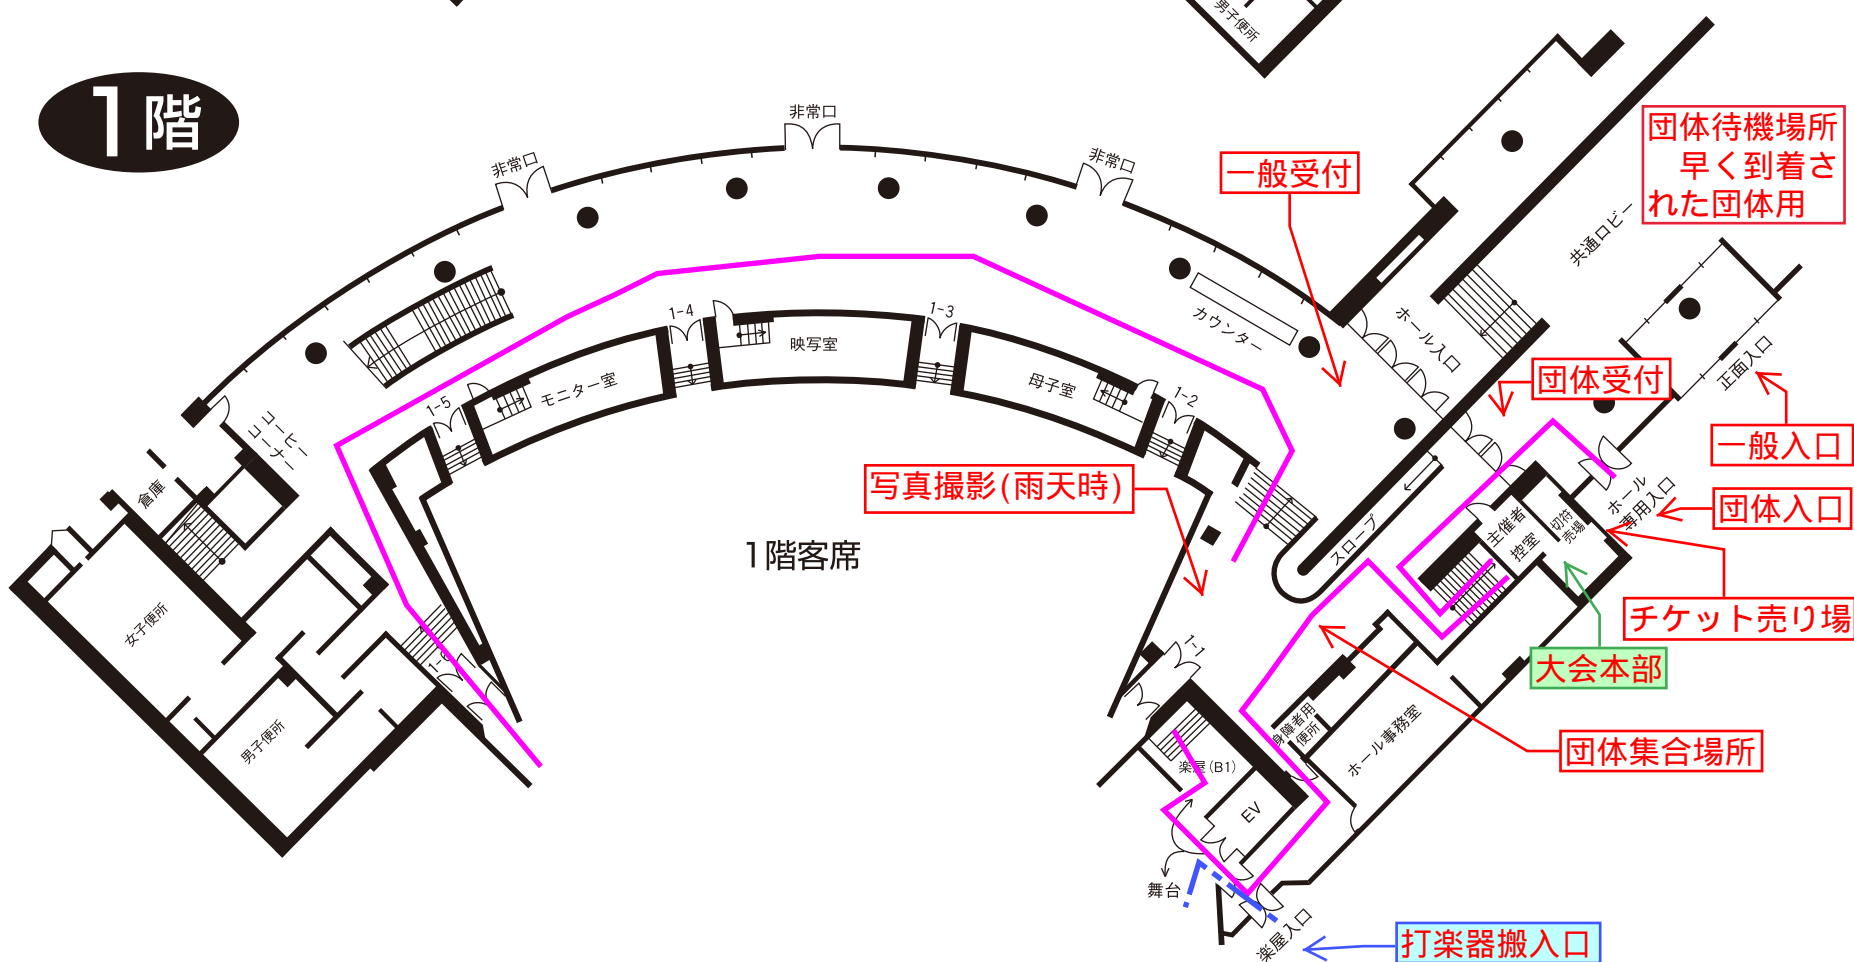 男子便所
1階
非常口
非常口
非常口
一般受付
団体待機場所
早く到着さ
れた団体用
共通ロビー
ホール入口
カウンター
1-4
1-3
映写室
モニター室
母子室
1-5
1-2
団体受付
正面入口
一般入口
コーヒー
コーナー
倉庫
写真撮影(雨天時)
ホール
専用入口
団体入口
主催者
控室
切符
売場
スロープ
1階客席
チケット売り場
大会本部
女子便所
男子便所
1-6
1-1
身障者用
便所
ホール事務室
団体集合場所
楽屋(B1)
EV
舞台
楽屋入口
打楽器搬入口